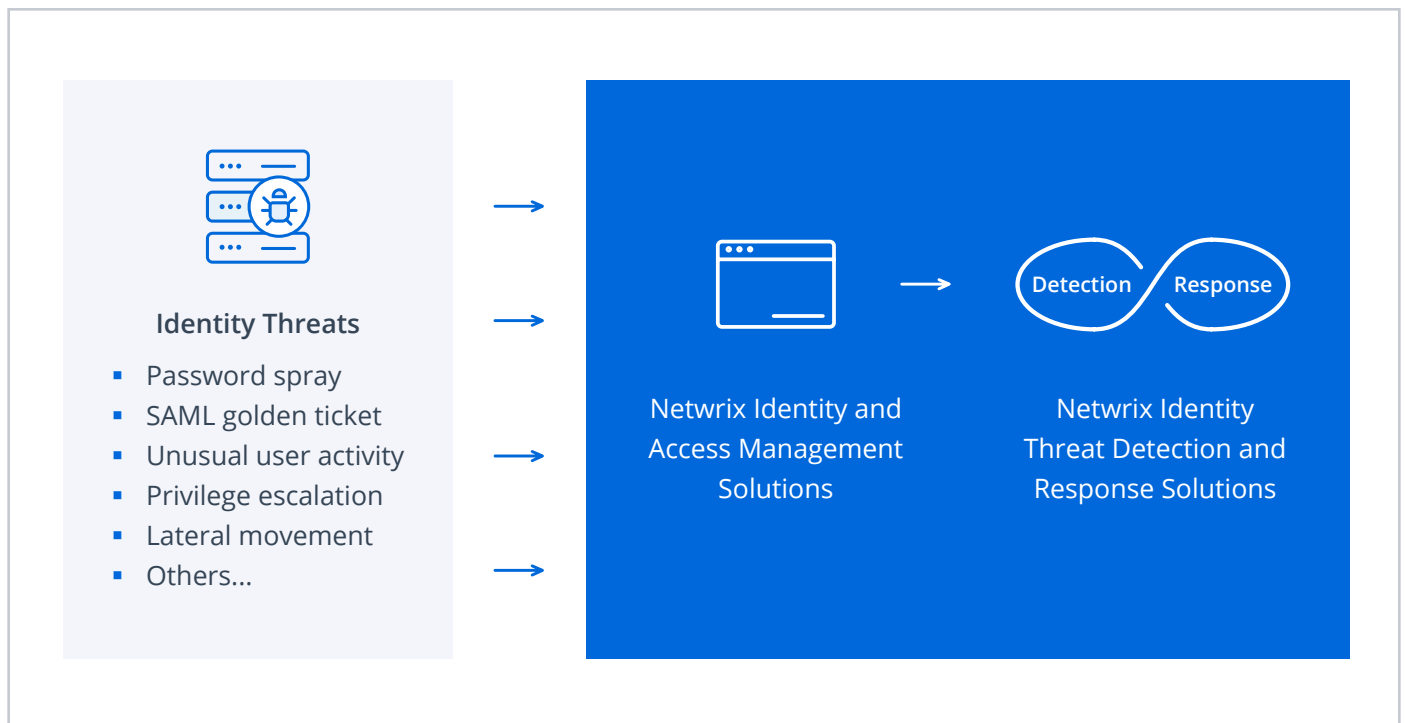 Identity Threats
Password spray
SAML golden ticket
Unusual user activity
Privilege escalation
Lateral movement
Others...
Netwrix Identity and
Access Management
Solutions
Detection
Response
Netwrix Identity
Threat Detection and
Response Solutions